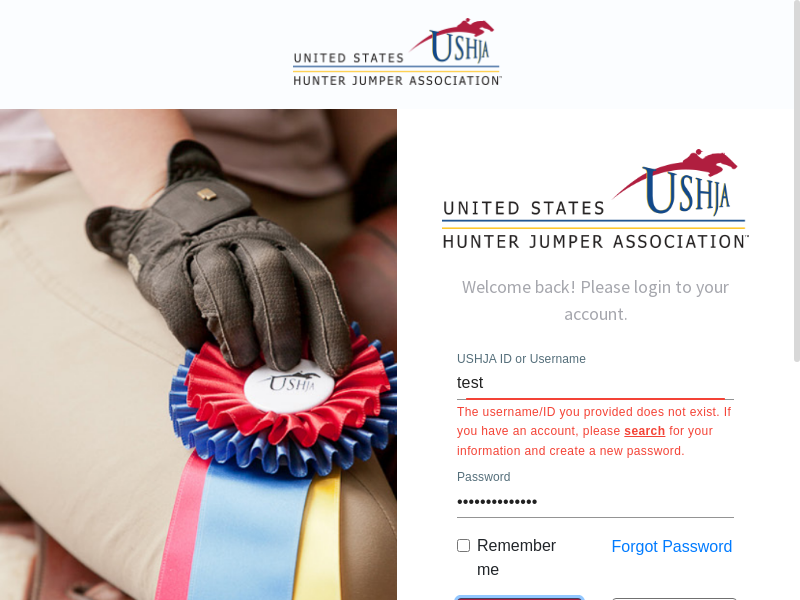 UNITED STATES USHJA
HUNTER JUMPER ASSOCIATION
UNITED STATES USHJA
HUNTER JUMPER ASSOCIATION™
Welcome back! Please login to your
account.
USHJA ID or Username
test
The username/ID you provided does not exist. If
you have an account, please search for your
information and create a new password.
USHJA
Password
••••••••••••••
Remember
me
Forgot Password